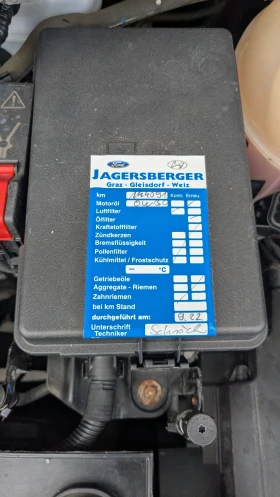 Ford
JAGERSBERGER
Graz - Gleisdorf - Weiz
km Kontr. Erneu.
Motoröl
Luftfilter
Ölfilter
Kraftstofffilter
Zündkerzen
Bremsflüssigkeit
Pollenfilter
Kühlmittel / Frostschutz
– °C
Getriebeöle
Aggregate - Riemen
Zahnriemen
bei km Stand
durchgeführt am: 9.22
Unterschrift
Techniker